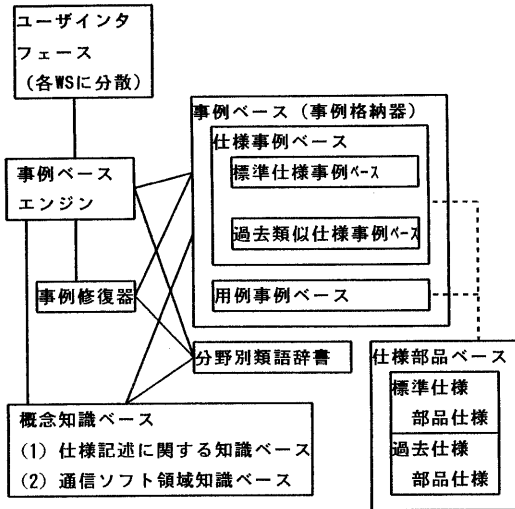 ユーザインタ
フェース
（各WSに分散）
事例ベース
エンジン
事例修復器
事例ベース（事例格納器）
仕様事例ベース
標準仕様事例ベース
過去類似仕様事例ベース
用例事例ベース
分野別類語辞書
概念知識ベース
(1) 仕様記述に関する知識ベース
(2) 通信ソフト領域知識ベース
仕様部品ベース
標準仕様
部品仕様
過去仕様
部品仕様